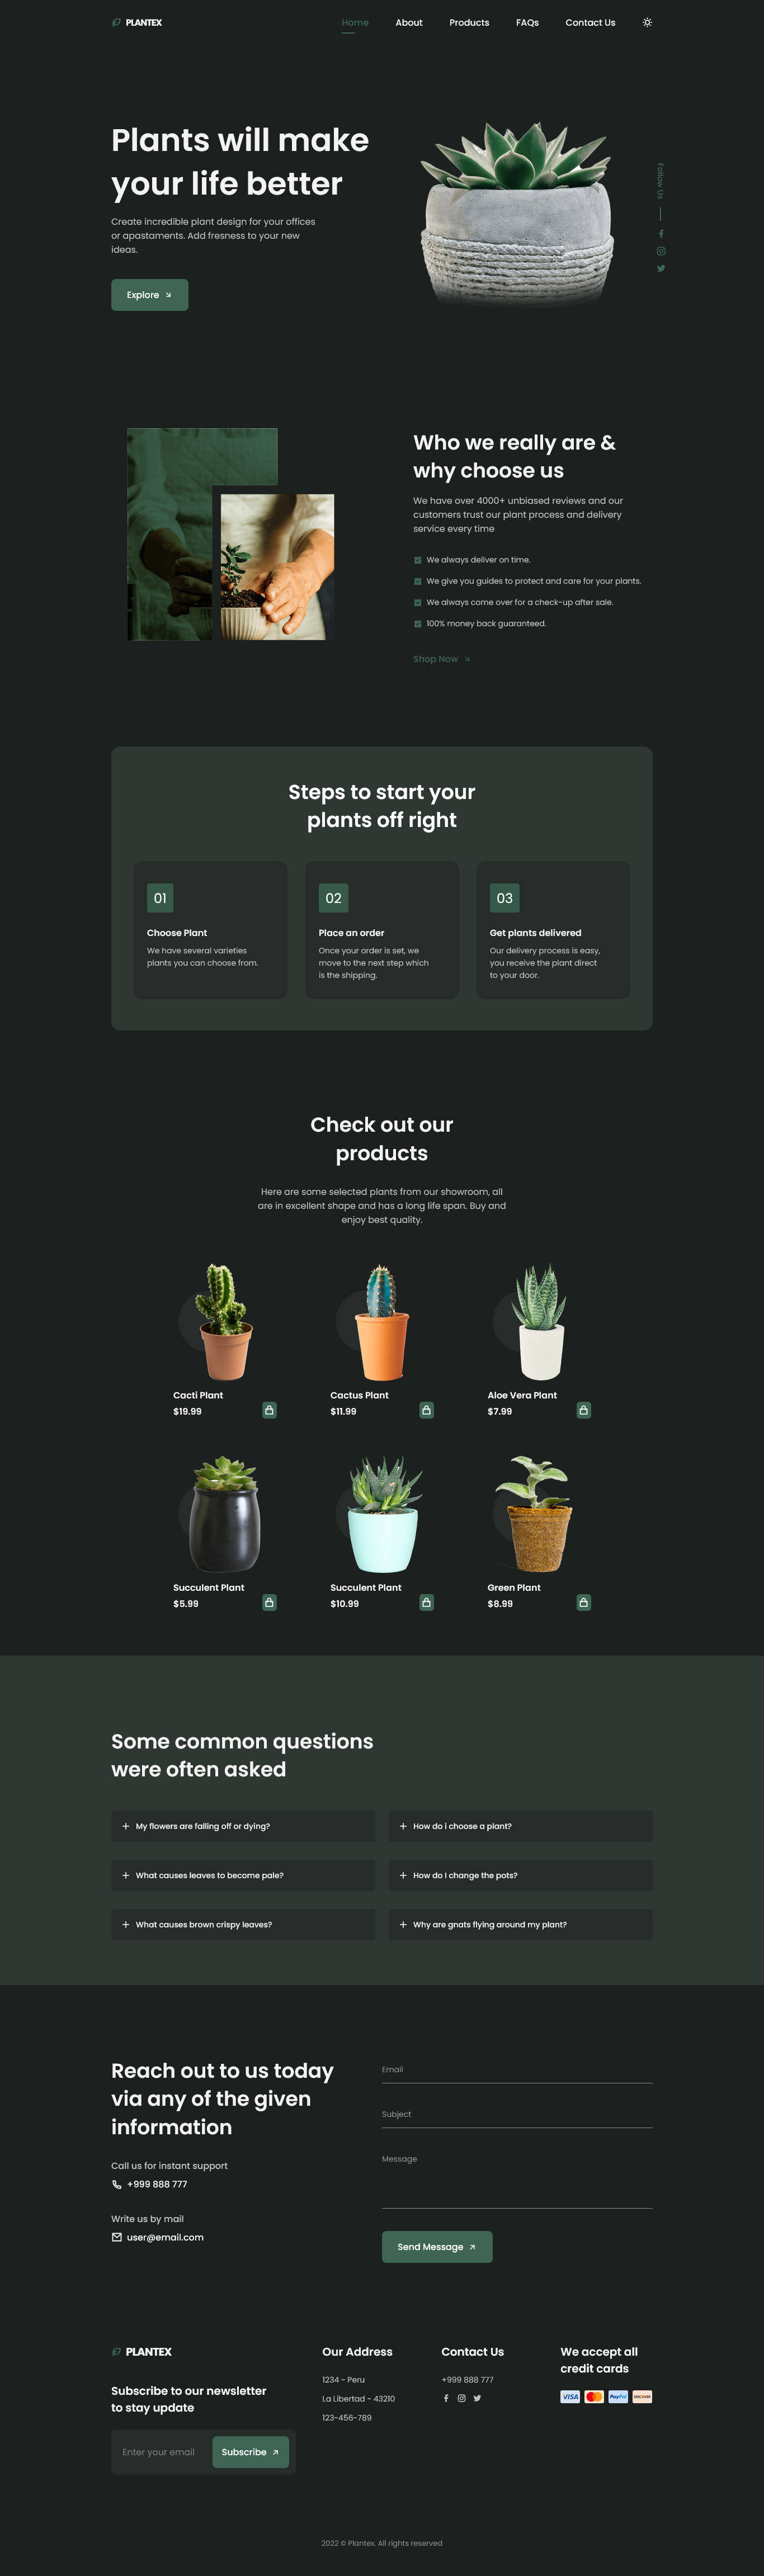 PLANTEX
Home
About
Products
FAQs
Contact Us
Plants will make
your life better
Create incredible plant design for your offices
or apastaments. Add fresness to your new
ideas.
Explore
Follow Us
Who we really are &
why choose us
We have over 4000+ unbiased reviews and our
customers trust our plant process and delivery
service every time
We always deliver on time.
We give you guides to protect and care for your plants.
We always come over for a check-up after sale.
100% money back guaranteed.
Shop Now
Steps to start your
plants off right
01
Choose Plant
We have several varieties
plants you can choose from.
02
Place an order
Once your order is set, we
move to the next step which
is the shipping.
03
Get plants delivered
Our delivery process is easy,
you receive the plant direct
to your door.
Check out our
products
Here are some selected plants from our showroom, all
are in excellent shape and has a long life span. Buy and
enjoy best quality.
Cacti Plant
$19.99
Cactus Plant
$11.99
Aloe Vera Plant
$7.99
Succulent Plant
$5.99
Succulent Plant
$10.99
Green Plant
$8.99
Some common questions
were often asked
My flowers are falling off or dying?
How do i choose a plant?
What causes leaves to become pale?
How do I change the pots?
What causes brown crispy leaves?
Why are gnats flying around my plant?
Reach out to us today
via any of the given
information
Call us for instant support
+999 888 777
Write us by mail
user@email.com
Email
Subject
Message
Send Message
PLANTEX
Subscribe to our newsletter
to stay update
Enter your email
Subscribe
Our Address
1234 - Peru
La Libertad - 43210
123-456-789
Contact Us
+999 888 777
We accept all
credit cards
VISA
PayPal
DISCOVER
2022 © Plantex. All rights reserved